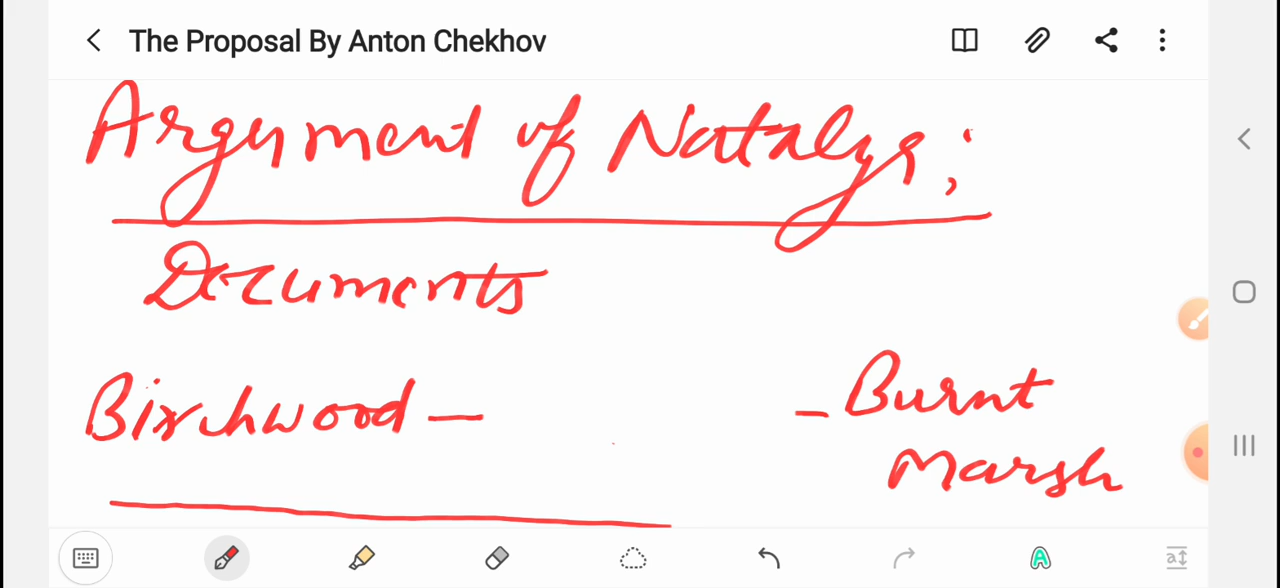 The Proposal By Anton Chekhov
Argument of Natalya:
Documents
Birchwood — — Burnt
Marsh